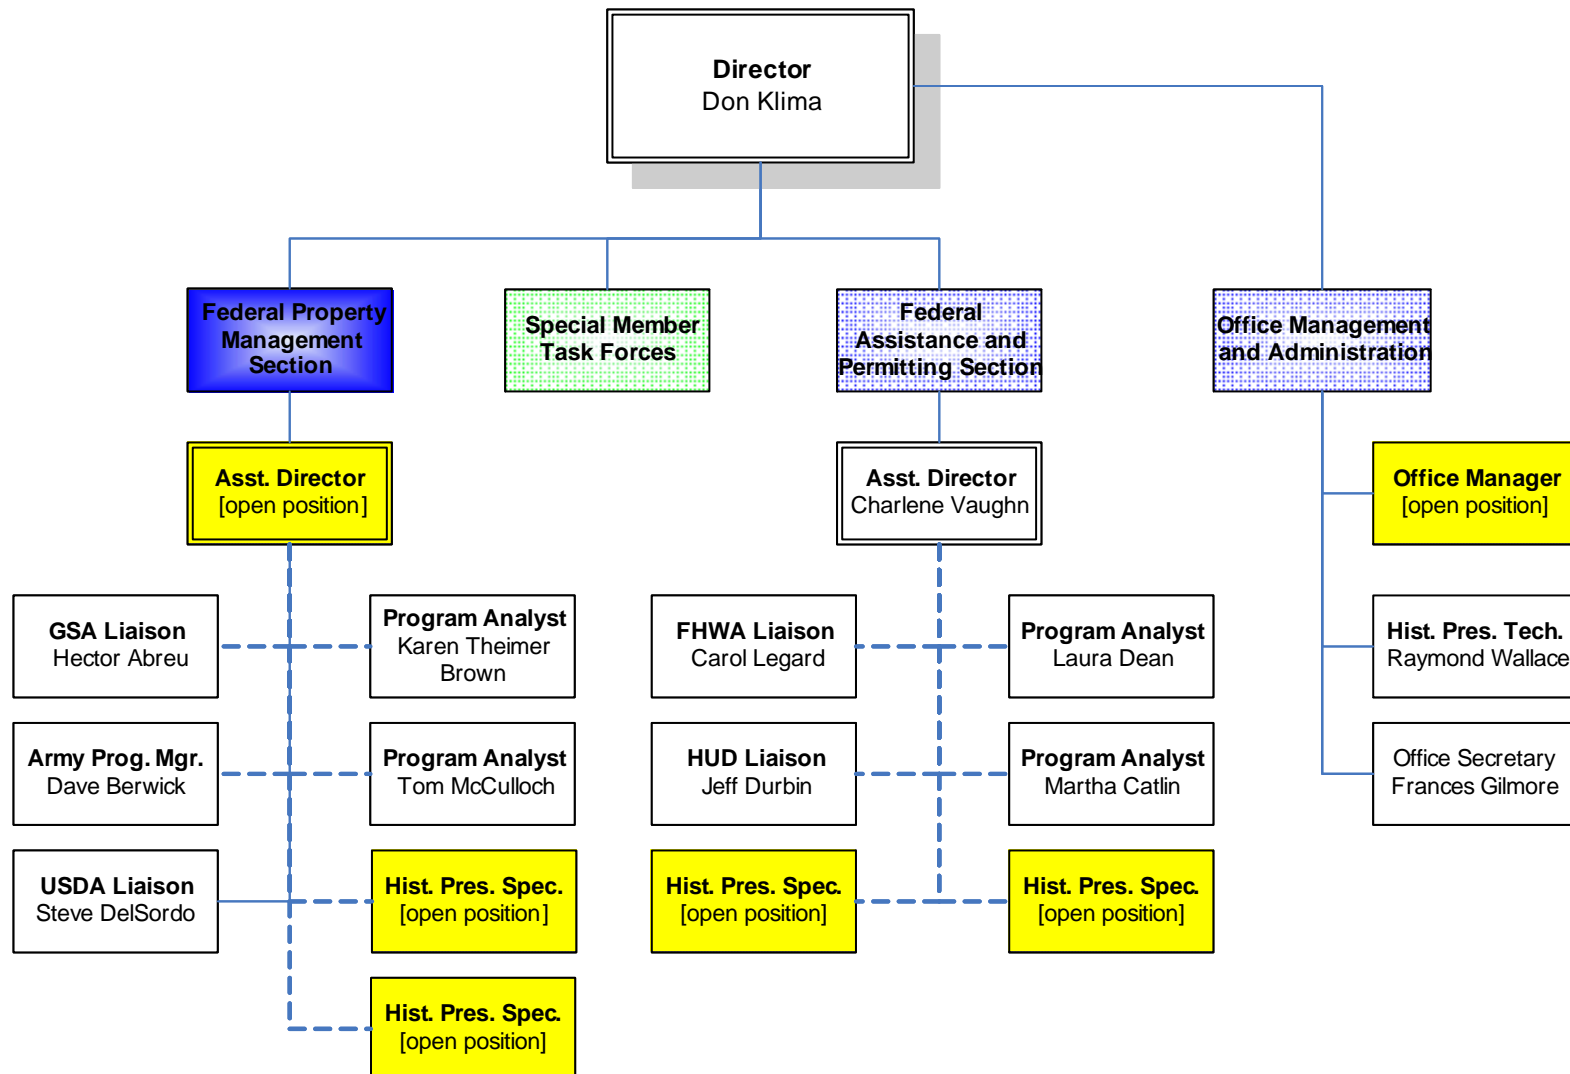 Director
Don Klima
Federal Property
Management
Section
Special Member
Task Forces
Federal
Assistance and
Permitting Section
Office Management
and Administration
Asst. Director
[open position]
Asst. Director
Charlene Vaughn
Office Manager
[open position]
GSA Liaison
Hector Abreu
Program Analyst
Karen Theimer
Brown
FHWA Liaison
Carol Legard
Program Analyst
Laura Dean
Hist. Pres. Tech.
Raymond Wallace
Army Prog. Mgr.
Dave Berwick
Program Analyst
Tom McCulloch
HUD Liaison
Jeff Durbin
Program Analyst
Martha Catlin
Office Secretary
Frances Gilmore
USDA Liaison
Steve DelSordo
Hist. Pres. Spec.
[open position]
Hist. Pres. Spec.
[open position]
Hist. Pres. Spec.
[open position]
Hist. Pres. Spec.
[open position]